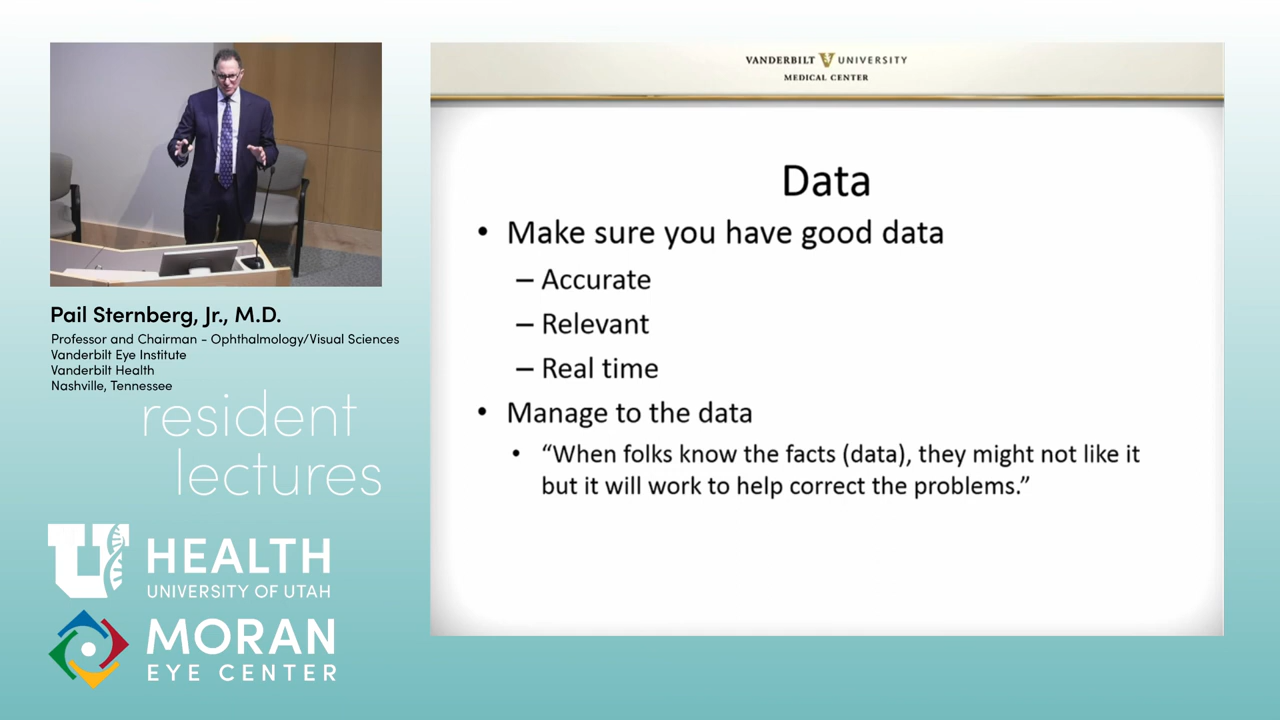 Pail Sternberg, Jr., M.D.
Professor and Chairman - Ophthalmology/Visual Sciences
Vanderbilt Eye Institute
Vanderbilt Health
Nashville, Tennessee
resident
lectures
U
HEALTH
UNIVERSITY OF UTAH
MORAN
EYE CENTER
VANDERBILT V UNIVERSITY
MEDICAL CENTER
Data
• Make sure you have good data
– Accurate
– Relevant
– Real time
• Manage to the data
• “When folks know the facts (data), they might not like it
but it will work to help correct the problems.”